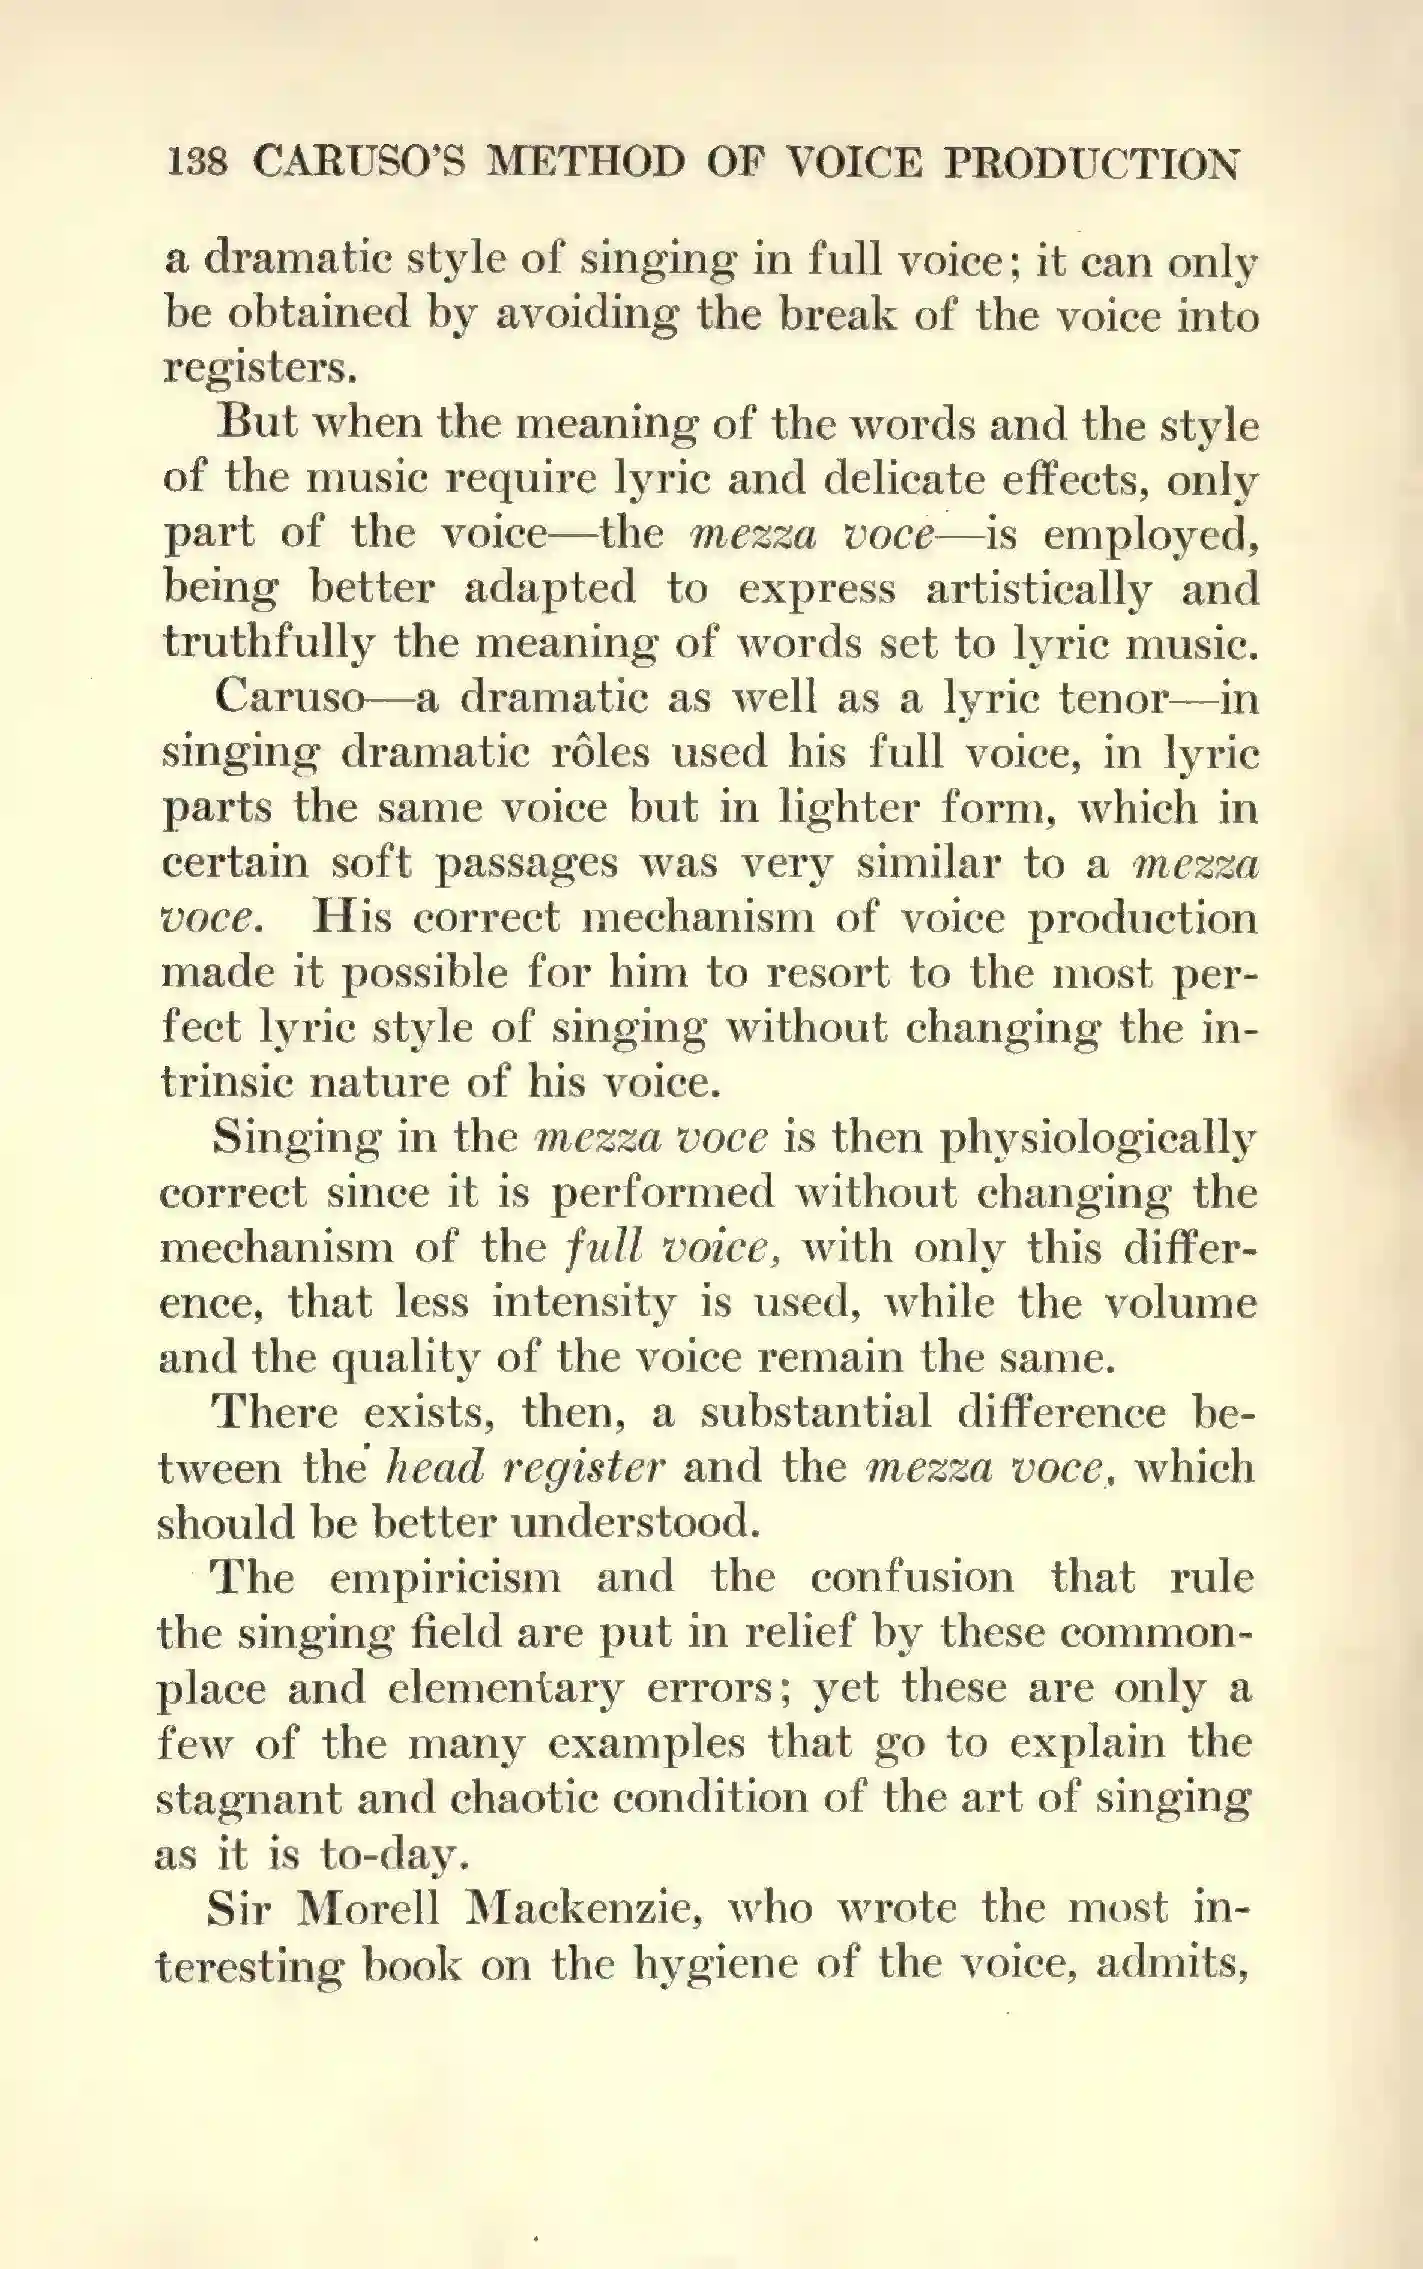 138 CARUSO'S METHOD OF VOICE PRODUCTION
a dramatic style of singing in full voice; it can only
be obtained by avoiding the break of the voice into
registers.
But when the meaning of the words and the style
of the music require lyric and delicate effects, only
part of the voice—the mezza voce—is employed,
being better adapted to express artistically and
truthfully the meaning of words set to lyric music.
Caruso—a dramatic as well as a lyric tenor—in
singing dramatic rôles used his full voice, in lyric
parts the same voice but in lighter form, which in
certain soft passages was very similar to a mezza
voce. His correct mechanism of voice production
made it possible for him to resort to the most per-
fect lyric style of singing without changing the in-
trinsic nature of his voice.
Singing in the mezza voce is then physiologically
correct since it is performed without changing the
mechanism of the full voice, with only this differ-
ence, that less intensity is used, while the volume
and the quality of the voice remain the same.
There exists, then, a substantial difference be-
tween the head register and the mezza voce, which
should be better understood.
The empiricism and the confusion that rule
the singing field are put in relief by these common-
place and elementary errors; yet these are only a
few of the many examples that go to explain the
stagnant and chaotic condition of the art of singing
as it is to-day.
Sir Morell Mackenzie, who wrote the most in-
teresting book on the hygiene of the voice, admits,